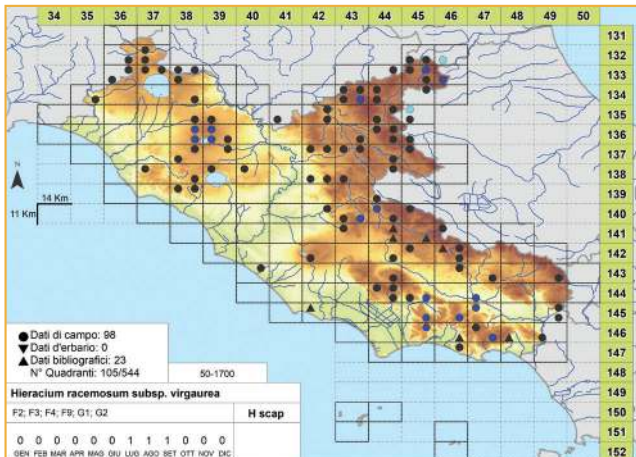 34 35 36 37 38 39 40 41 42 43 44 45 46 47 48 49 50
131
132
133
134
135
136
137
138
139
140
141
142
143
144
145
146
147
148
149
150
151
152
N
14 Km
11 Km
Dati di campo: 98
Dati d'erbario: 0
Dati bibliografici: 23
N° Quadranti: 105/544
50-1700
Hieracium racemosum subsp. virgaurea
F2; F3; F4; F9; G1; G2
H scap
0 0 0 0 0 0 1 1 1 0 0 0
GEN FEB MAR APR MAG GIU LUG AGO SET OTT NOV DIC